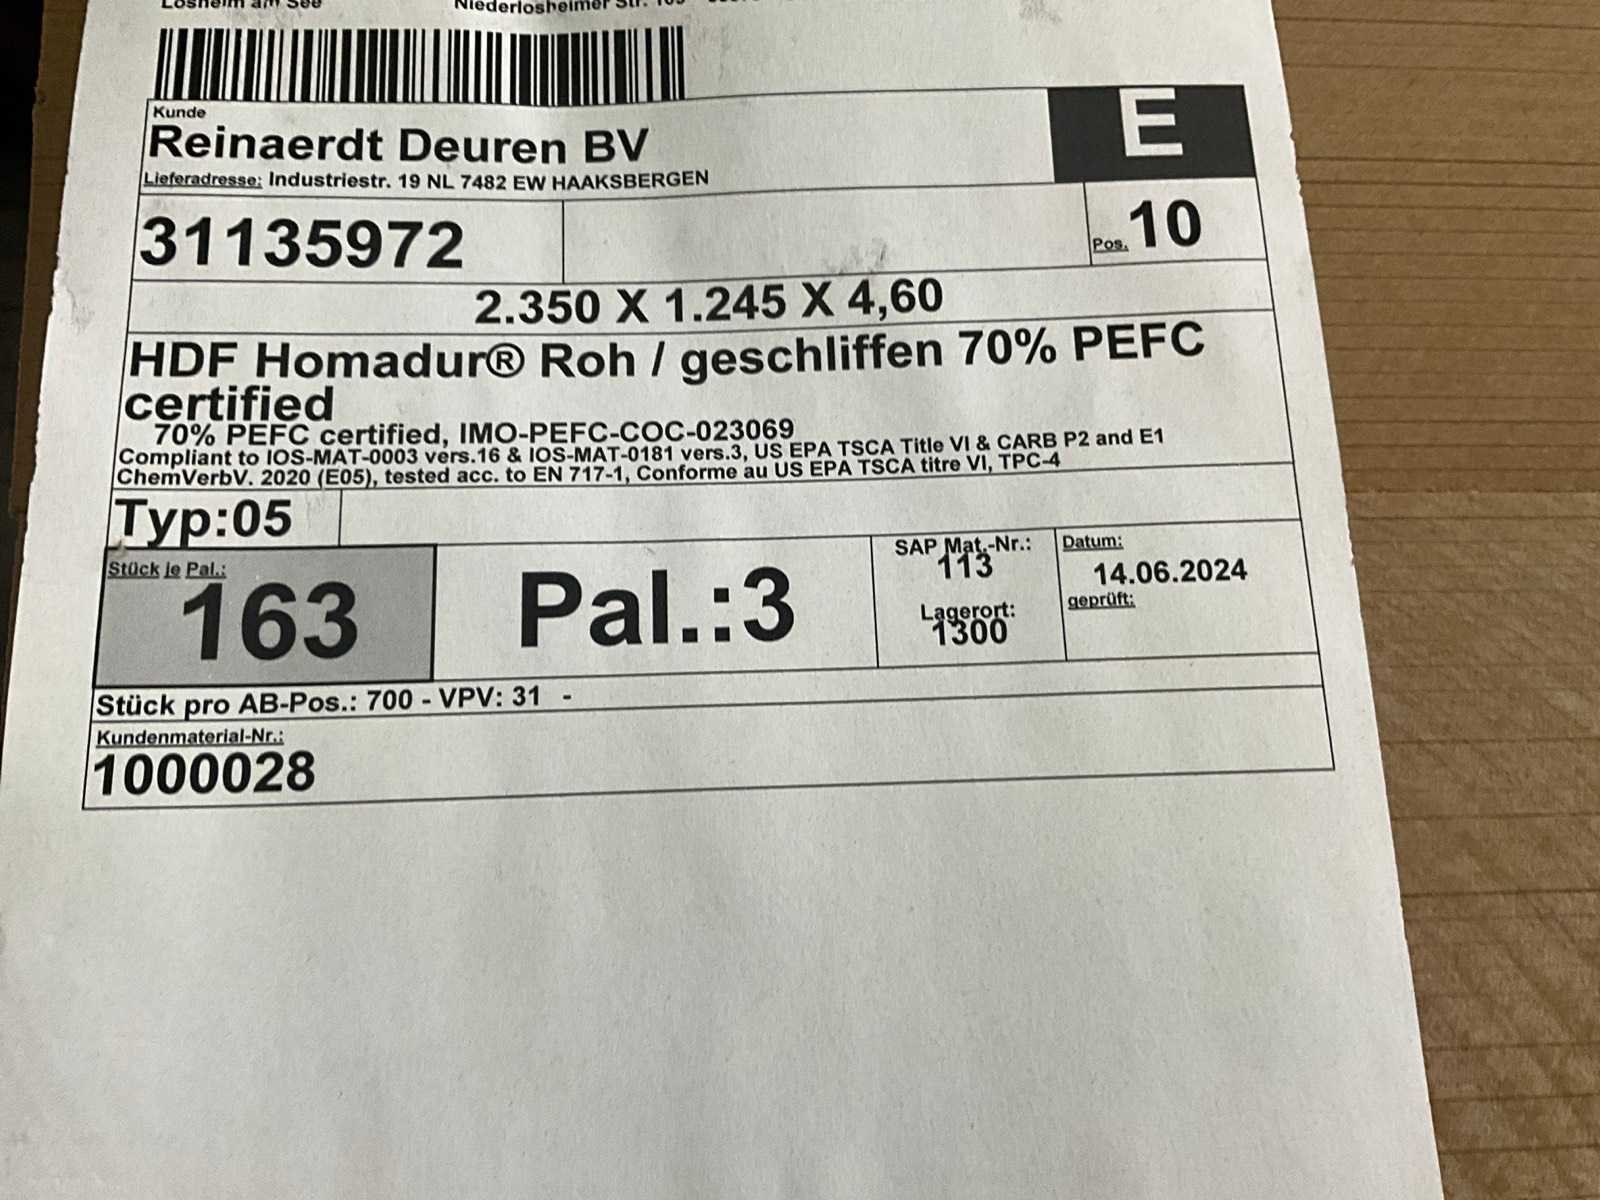 Losheim am See Niederlosheimer Str.
Kunde
Reinaerdt Deuren BV
E
Lieferadresse: Industriestr. 19 NL 7482 EW HAAKSBERGEN
31135972
Pos. 10
2.350 X 1.245 X 4,60
HDF Homadur® Roh / geschliffen 70% PEFC
certified
70% PEFC certified, IMO-PEFC-COC-023069
Compliant to IOS-MAT-0003 vers.16 & IOS-MAT-0181 vers.3, US EPA TSCA Title VI & CARB P2 and E1
ChemVerbV. 2020 (E05), tested acc. to EN 717-1, Conforme au US EPA TSCA titre VI, TPC-4
Typ:05
Stück je Pal.:
163
Pal.:3
SAP Mat.-Nr.:
113
Lagerort:
1300
Datum:
14.06.2024
geprüft:
Stück pro AB-Pos.: 700 - VPV: 31 -
Kundenmaterial-Nr.:
1000028